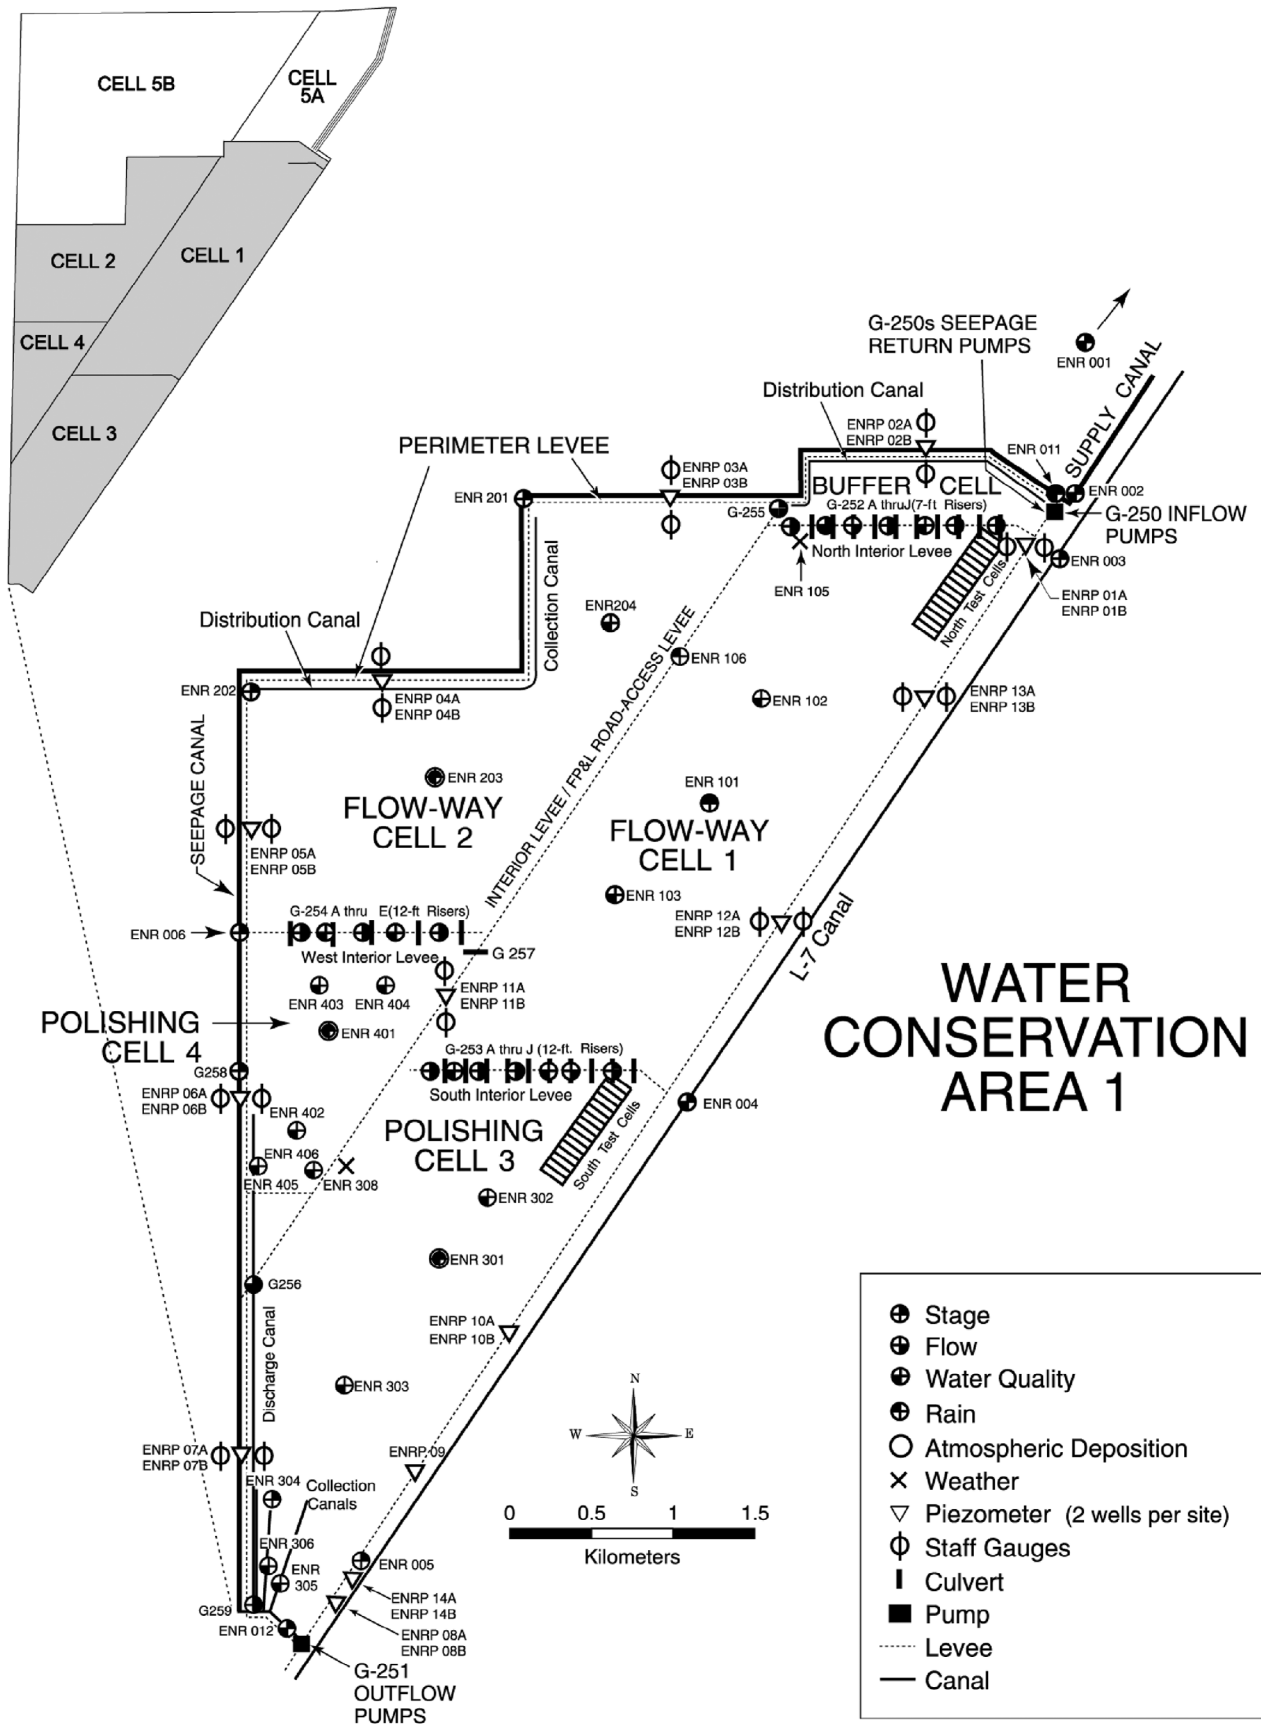 CELL 5B
CELL
5A
CELL 2
CELL 1
CELL 4
CELL 3
G-250s SEEPAGE
RETURN PUMPS
ENR 001
SUPPLY CANAL
Distribution Canal
ENRP 02A
ENRP 02B
PERIMETER LEVEE
ENRP 03A
ENRP 03B
ENR 011
ENR 201
BUFFER CELL
ENR 002
G-255
G-252 A thruJ(7-ft Risers)
G-250 INFLOW
PUMPS
North Interior Levee
ENR 003
ENR 105
North Test Cells
ENRP 01A
ENRP 01B
Collection Canal
ENR204
Distribution Canal
ENR 106
INTERIOR LEVEE / FP&L ROAD-ACCESS LEVEE
ENR 202
ENRP 04A
ENRP 04B
ENR 102
ENRP 13A
ENRP 13B
SEEPAGE CANAL
ENR 203
ENR 101
FLOW-WAY
CELL 2
FLOW-WAY
CELL 1
ENRP 05A
ENRP 05B
ENR 103
ENRP 12A
ENRP 12B
L-7 Canal
G-254 A thru E(12-ft Risers)
ENR 006
West Interior Levee
G 257
WATER
CONSERVATION
AREA 1
ENR 403
ENR 404
ENRP 11A
ENRP 11B
POLISHING
CELL 4
ENR 401
G-253 A thru J (12-ft. Risers)
G258
South Interior Levee
ENRP 06A
ENRP 06B
ENR 402
ENR 004
POLISHING
CELL 3
South Test Cells
ENR 406
ENR 405
ENR 308
ENR 302
ENR 301
G256
ENRP 10A
ENRP 10B
Discharge Canal
ENR 303
N
W
E
S
ENRP 09
ENRP 07A
ENRP 07B
ENR 304
Collection
Canals
0
0.5
1
1.5
Kilometers
ENR 306
ENR
305
ENR 005
ENRP 14A
ENRP 14B
G259
ENR 012
ENRP 08A
ENRP 08B
G-251
OUTFLOW
PUMPS
Stage
Flow
Water Quality
Rain
Atmospheric Deposition
Weather
Piezometer (2 wells per site)
Staff Gauges
Culvert
Pump
Levee
Canal